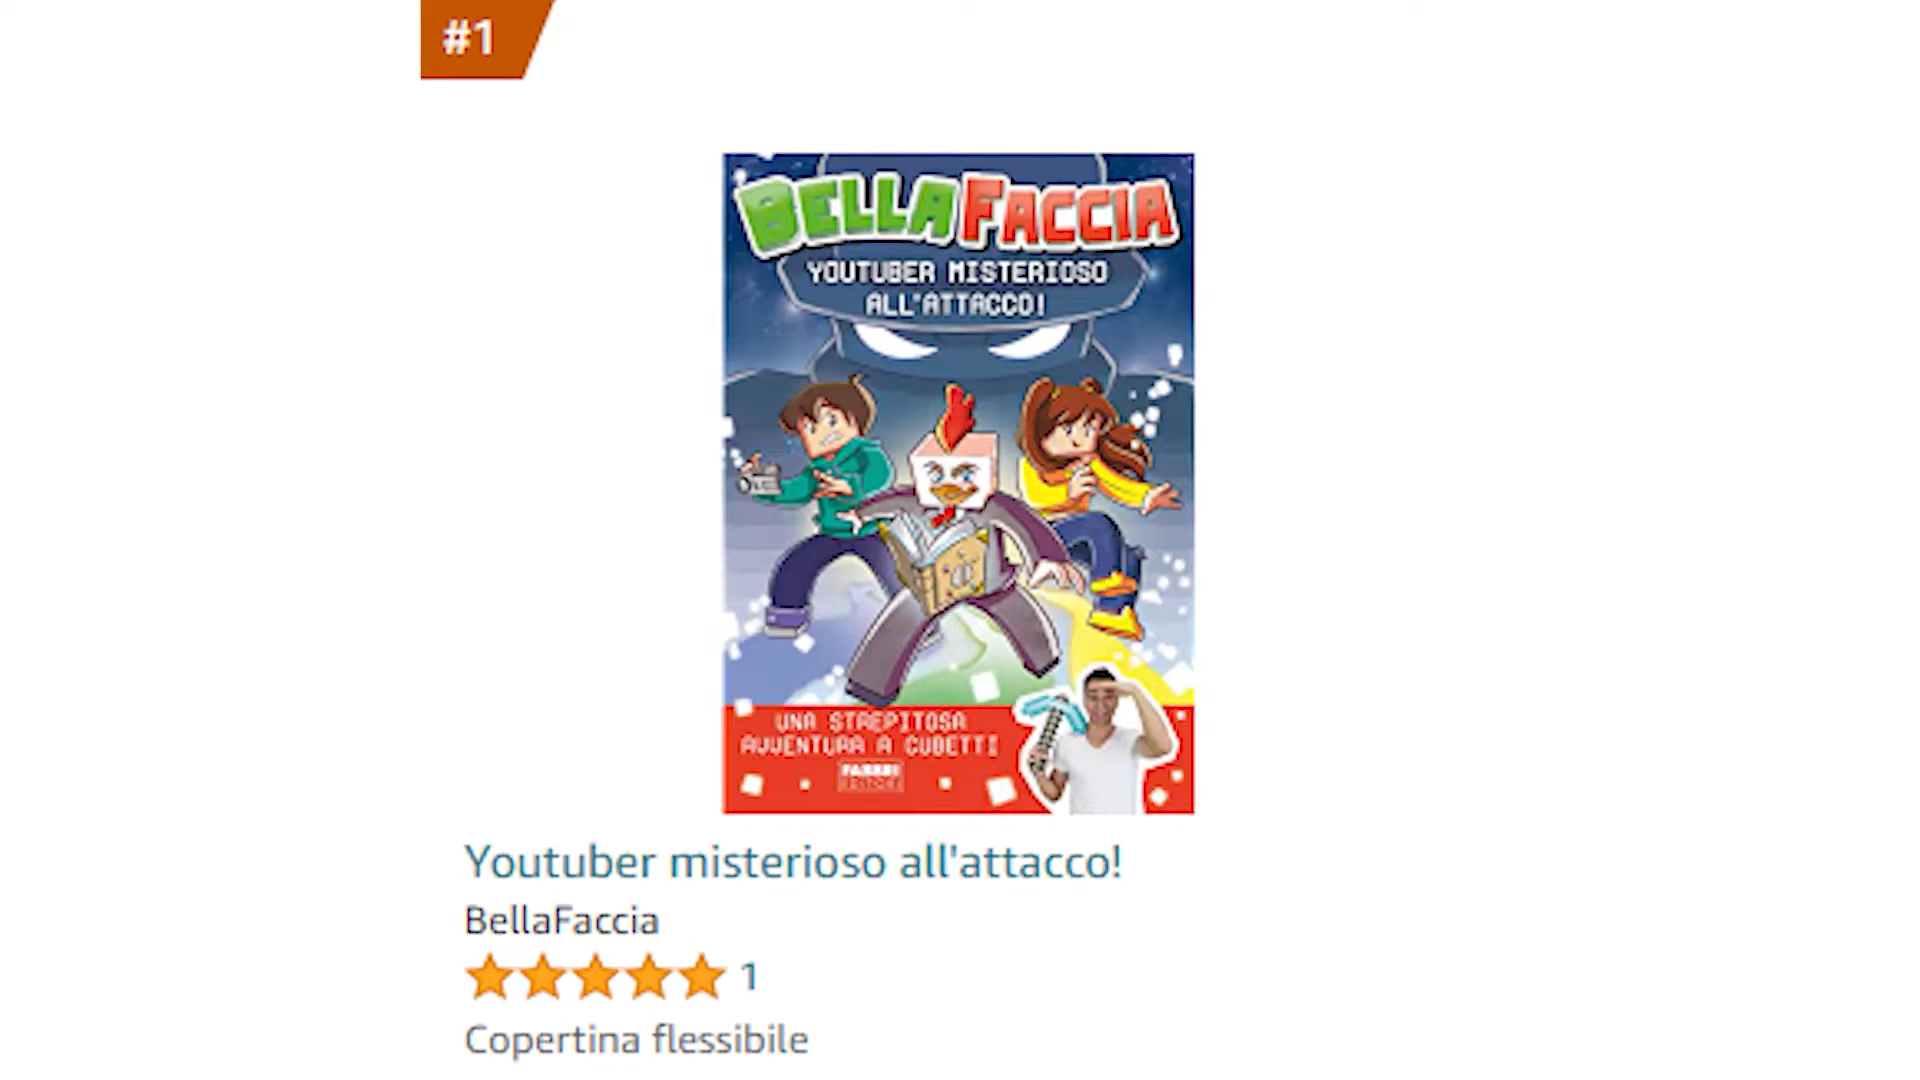 #1
BELLAFACCIA
YOUTUBER MISTERIOSO
ALL'ATTACCO!
UNA STREPITOSA
AVVENTURA A CUBETTI
FABBRI
EDITORI
Youtuber misterioso all'attacco!
BellaFaccia
1
Copertina flessibile